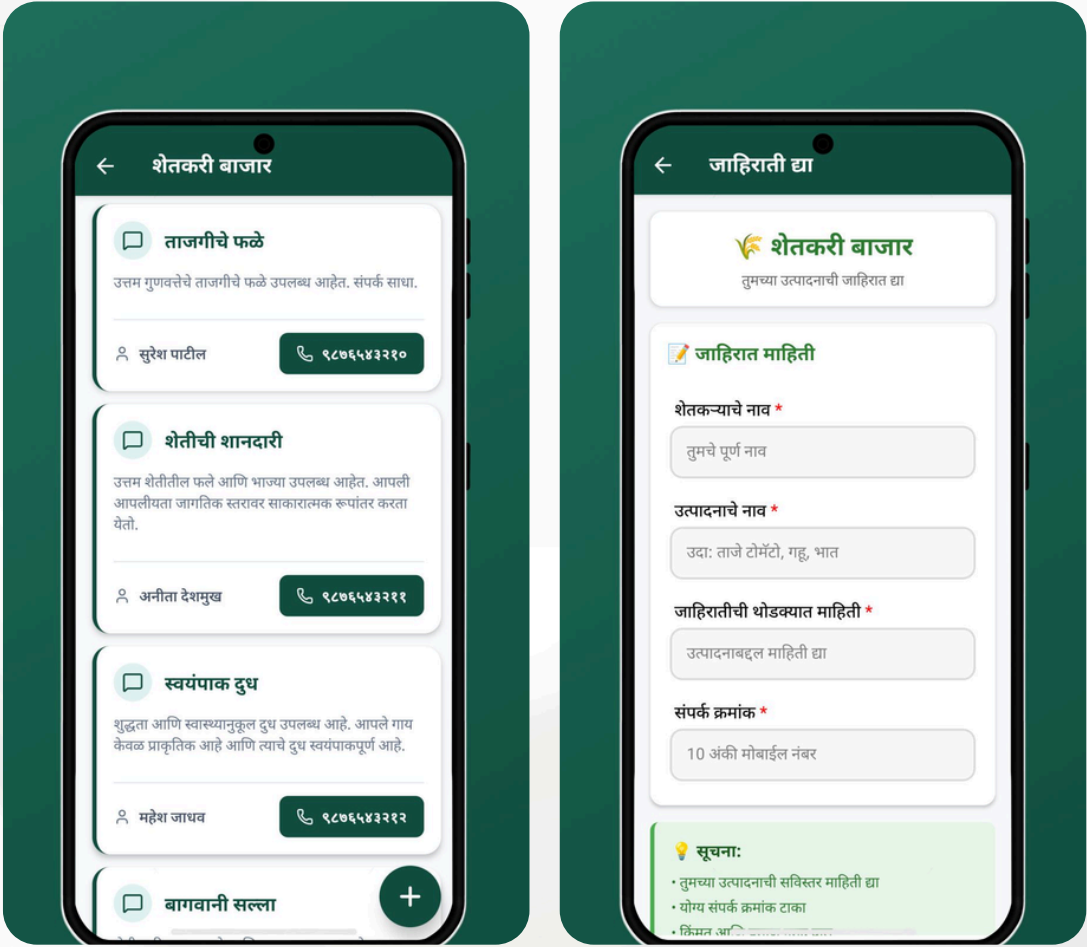 शेतकरी बाजार
ताजगीचे फळे
उत्तम गुणवत्तेचे ताजगीचे फळे उपलब्ध आहेत. संपर्क साधा.
सुरेश पाटील
९८७६५४३२१०
शेतीची शानदारी
उत्तम शेतीतील फले आणि भाज्या उपलब्ध आहेत. आपली
आपलीयता जागतिक स्तरावर साकारात्मक रूपांतर करता
येतो.
अनीता देशमुख
९८७६५४३२११
स्वयंपाक दुध
शुद्धता आणि स्वास्थ्यानुकूल दुध उपलब्ध आहे. आपले गाय
केवळ प्राकृतिक आहे आणि त्याचे दुध स्वयंपाकपूर्ण आहे.
महेश जाधव
९८७६५४३२१२
बागवानी सल्ला
जाहिराती द्या
शेतकरी बाजार
तुमच्या उत्पादनाची जाहिरात द्या
जाहिरात माहिती
शेतकऱ्याचे नाव *
तुमचे पूर्ण नाव
उत्पादनाचे नाव *
उदा: ताजे टोमॅटो, गहू, भात
जाहिरातीची थोडक्यात माहिती *
उत्पादनाबद्दल माहिती द्या
संपर्क क्रमांक *
10 अंकी मोबाईल नंबर
सूचना:
• तुमच्या उत्पादनाची सविस्तर माहिती द्या
• योग्य संपर्क क्रमांक टाका
• किंमत आणि